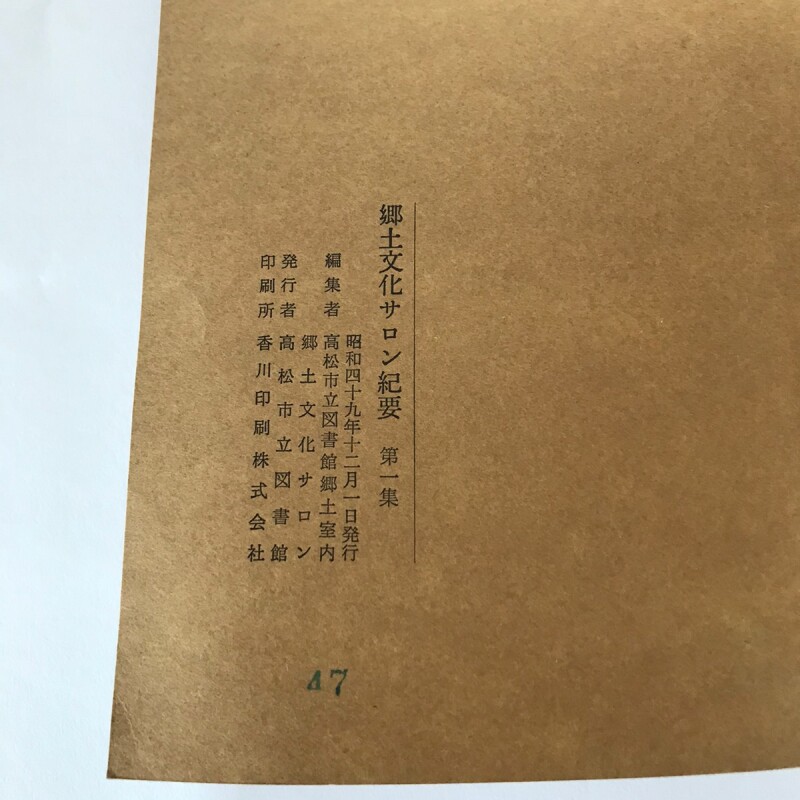 郷土文化サロン紀要 第一集
昭和四十九年十二月一日発行
編集者 高松市立図書館郷土室内
郷土文化サロン
発行者 高松市立図書館
印刷所 香川印刷株式会社
47